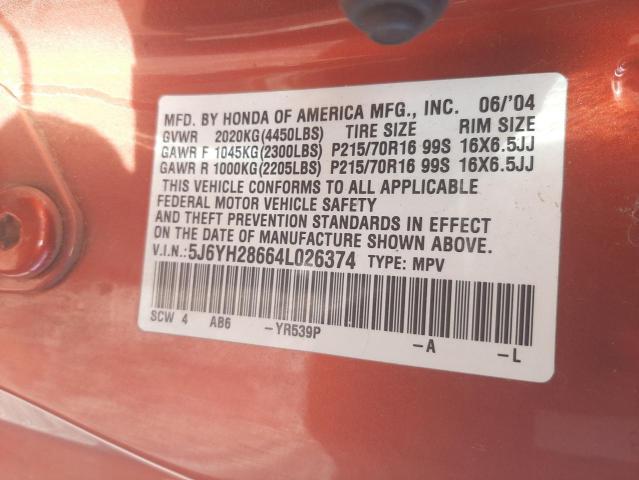 MFD. BY HONDA OF AMERICA MFG., INC. 06/'04
GVWR 2020KG(4450LBS) TIRE SIZE RIM SIZE
GAWR F 1045KG(2300LBS) P215/70R16 99S 16X6.5JJ
GAWR R 1000KG(2205LBS) P215/70R16 99S 16X6.5JJ
THIS VEHICLE CONFORMS TO ALL APPLICABLE
FEDERAL MOTOR VEHICLE SAFETY
AND THEFT PREVENTION STANDARDS IN EFFECT
ON THE DATE OF MANUFACTURE SHOWN ABOVE.
V.I.N.:5J6YH28664L026374 TYPE: MPV
SCW 4 AB6 -YR539P -A -L